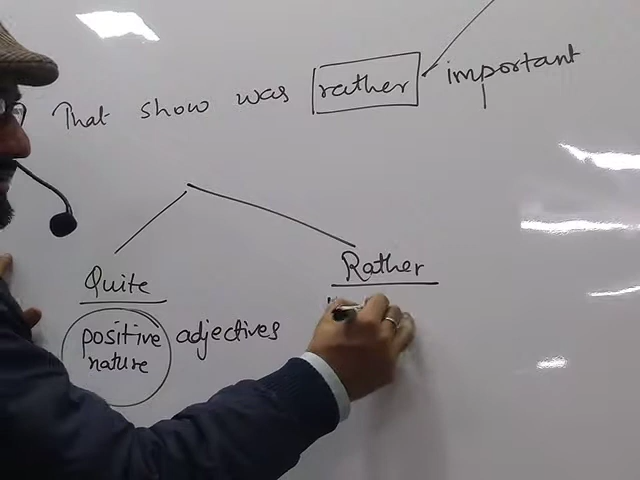 That show was rather important
Quite
Rather
positive adjectives
nature